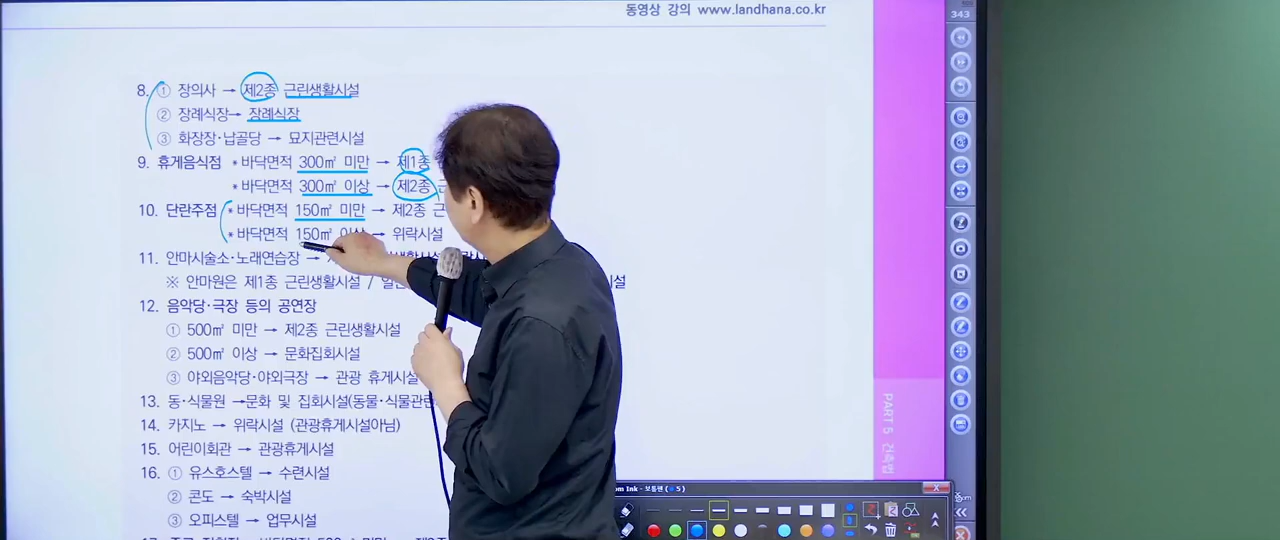 동영상 강의 www.landhana.co.kr
343
8. ① 장의사 → 제2종 근린생활시설
② 장례식장→ 장례식장
③ 화장장·납골당 → 묘지관련시설
9. 휴게음식점 * 바닥면적 300㎡ 미만 → 제1종
* 바닥면적 300㎡ 이상 → 제2종 근
10. 단란주점 * 바닥면적 150㎡ 미만 → 제2종 근
* 바닥면적 150㎡ 이상 → 위락시설
11. 안마시술소·노래연습장 →
※ 안마원은 제1종 근린생활시설 /
12. 음악당·극장 등의 공연장
① 500㎡ 미만 → 제2종 근린생활시설
② 500㎡ 이상 → 문화집회시설
③ 야외음악당·야외극장 → 관광 휴게시설
13. 동·식물원 →문화 및 집회시설(동물·식물관련
14. 카지노 → 위락시설 (관광휴게시설아님)
15. 어린이회관 → 관광휴게시설
16. ① 유스호스텔 → 수련시설
② 콘도 → 숙박시설
③ 오피스텔 → 업무시설
PART 5 건축법
om Ink - 보통펜 ( 5 )